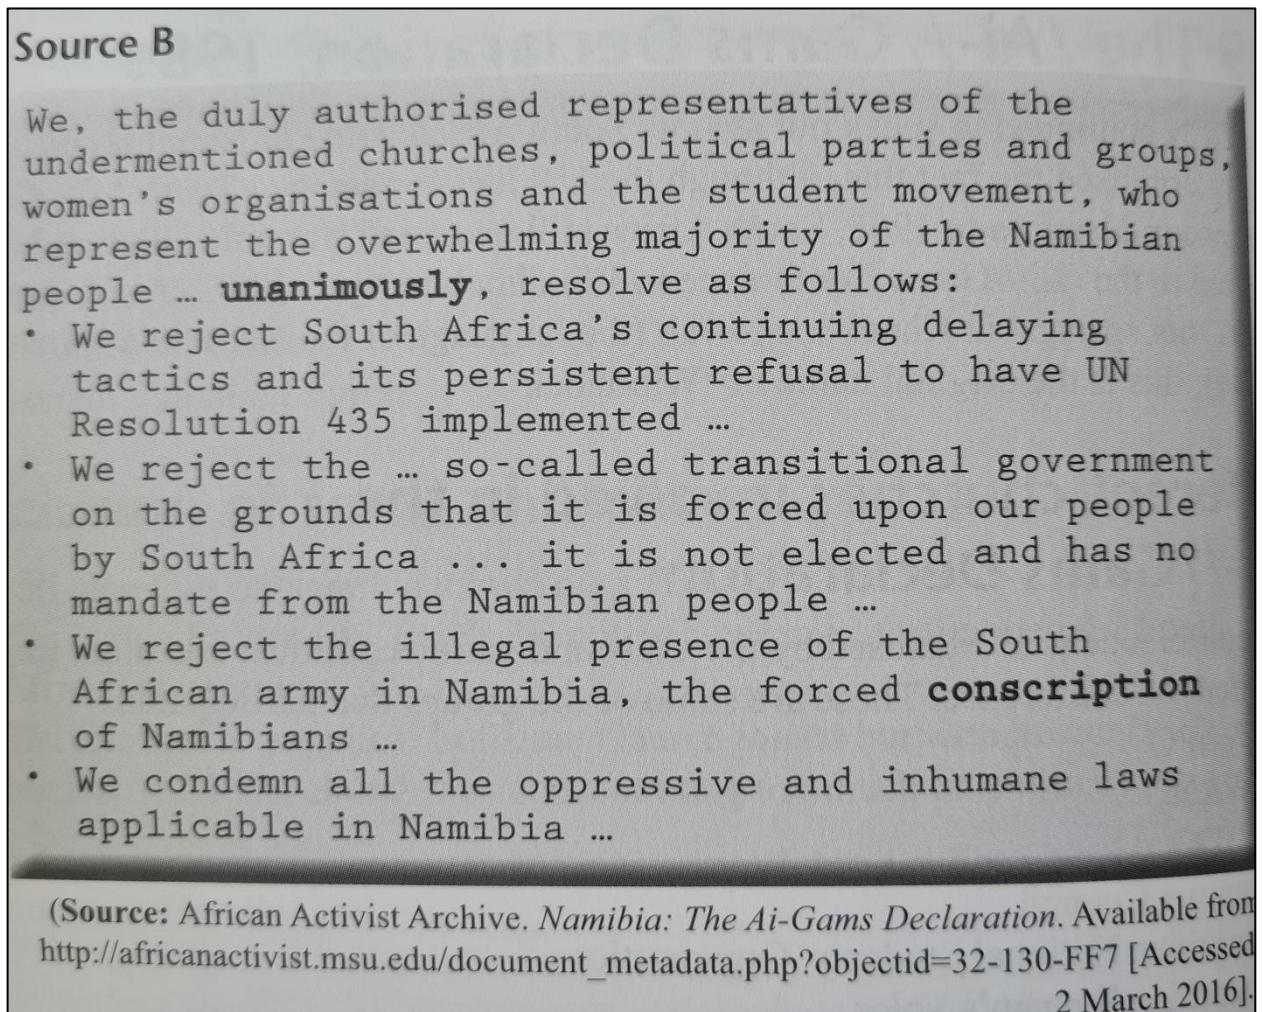 Source B
We, the duly authorised representatives of the
undermentioned churches, political parties and groups,
women's organisations and the student movement, who
represent the overwhelming majority of the Namibian
people … unanimously, resolve as follows:
• We reject South Africa's continuing delaying
tactics and its persistent refusal to have UN
Resolution 435 implemented …
• We reject the … so-called transitional government
on the grounds that it is forced upon our people
by South Africa ... it is not elected and has no
mandate from the Namibian people …
• We reject the illegal presence of the South
African army in Namibia, the forced conscription
of Namibians …
• We condemn all the oppressive and inhumane laws
applicable in Namibia …
(Source: African Activist Archive. Namibia: The Ai-Gams Declaration. Available from
http://africanactivist.msu.edu/document_metadata.php?objectid=32-130-FF7 [Accessed
2 March 2016].